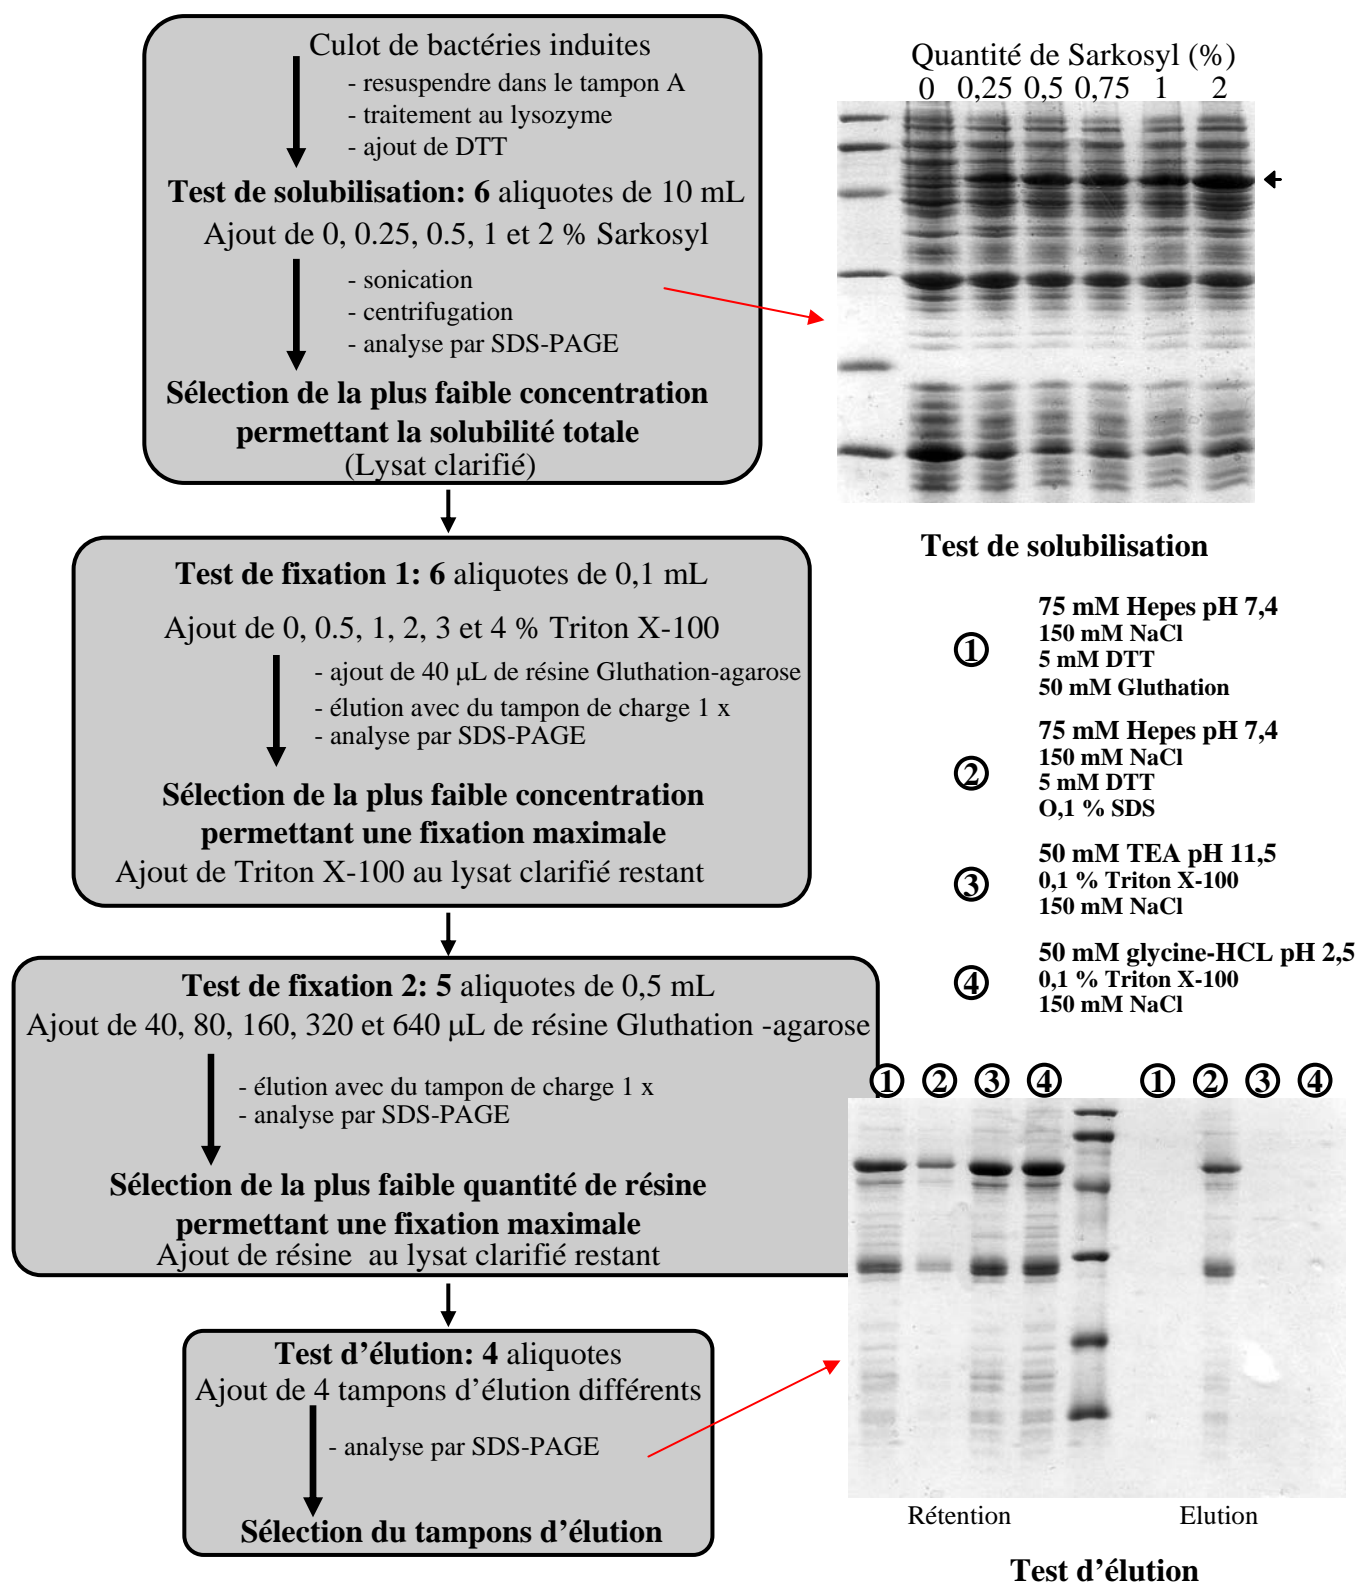 Culot de bactéries induites
- resuspendre dans le tampon A
- traitement au lysozyme
- ajout de DTT
Test de solubilisation: 6 aliquotes de 10 mL
Ajout de 0, 0.25, 0.5, 1 et 2 % Sarkosyl
- sonication
- centrifugation
- analyse par SDS-PAGE
Sélection de la plus faible concentration
permettant la solubilité totale
(Lysat clarifié)
Test de fixation 1: 6 aliquotes de 0,1 mL
Ajout de 0, 0.5, 1, 2, 3 et 4 % Triton X-100
- ajout de 40 μL de résine Gluthation-agarose
- élution avec du tampon de charge 1 x
- analyse par SDS-PAGE
Sélection de la plus faible concentration
permettant une fixation maximale
Ajout de Triton X-100 au lysat clarifié restant
Test de fixation 2: 5 aliquotes de 0,5 mL
Ajout de 40, 80, 160, 320 et 640 μL de résine Gluthation -agarose
- élution avec du tampon de charge 1 x
- analyse par SDS-PAGE
Sélection de la plus faible quantité de résine
permettant une fixation maximale
Ajout de résine au lysat clarifié restant
Test d’élution: 4 aliquotes
Ajout de 4 tampons d’élution différents
- analyse par SDS-PAGE
Sélection du tampons d’élution
Quantité de Sarkosyl (%)
0 0,25 0,5 0,75 1 2
Test de solubilisation
1
75 mM Hepes pH 7,4
150 mM NaCl
5 mM DTT
50 mM Gluthation
2
75 mM Hepes pH 7,4
150 mM NaCl
5 mM DTT
O,1 % SDS
3
50 mM TEA pH 11,5
0,1 % Triton X-100
150 mM NaCl
4
50 mM glycine-HCL pH 2,5
0,1 % Triton X-100
150 mM NaCl
1 2 3 4 1 2 3 4
Rétention Elution
Test d’élution